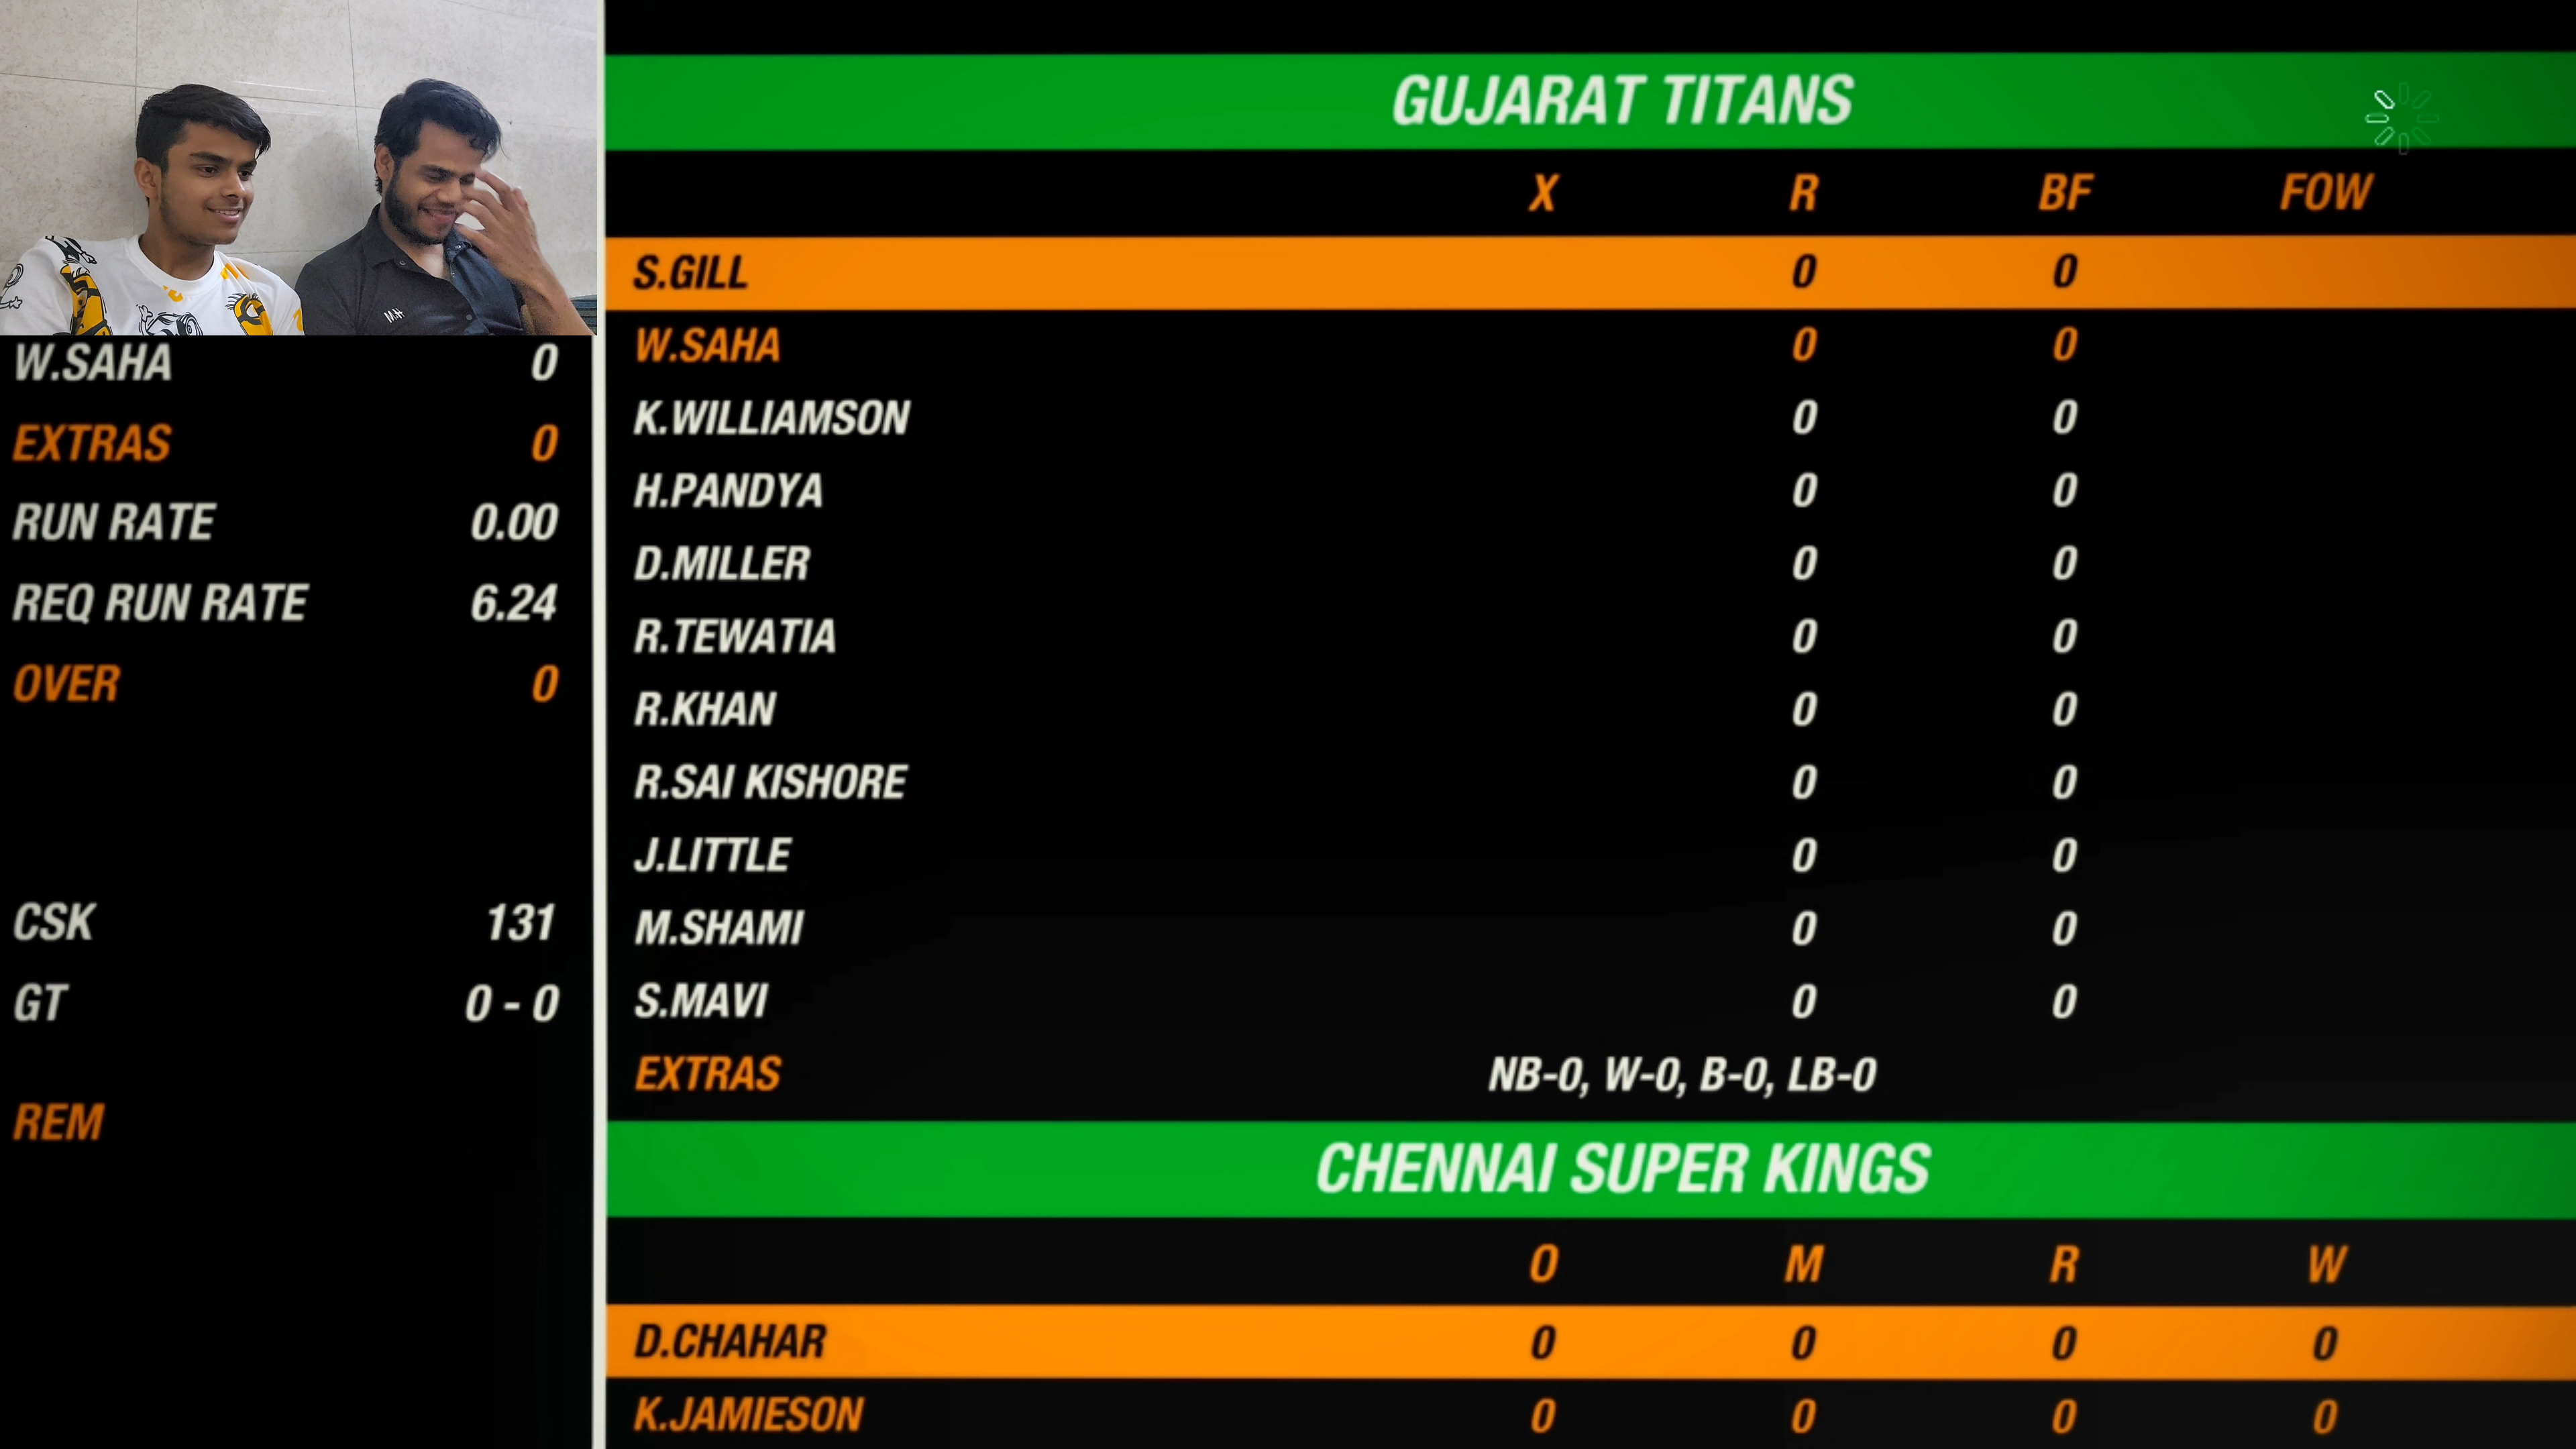 W.SAHA 0
EXTRAS 0
RUN RATE 0.00
REQ RUN RATE 6.24
OVER 0
CSK 131
GT 0 - 0
REM
GUJARAT TITANS
X R BF FOW
S.GILL 0 0
W.SAHA 0 0
K.WILLIAMSON 0 0
H.PANDYA 0 0
D.MILLER 0 0
R.TEWATIA 0 0
R.KHAN 0 0
R.SAI KISHORE 0 0
J.LITTLE 0 0
M.SHAMI 0 0
S.MAVI 0 0
EXTRAS NB-0, W-0, B-0, LB-0
CHENNAI SUPER KINGS
O M R W
D.CHAHAR 0 0 0 0
K.JAMIESON 0 0 0 0